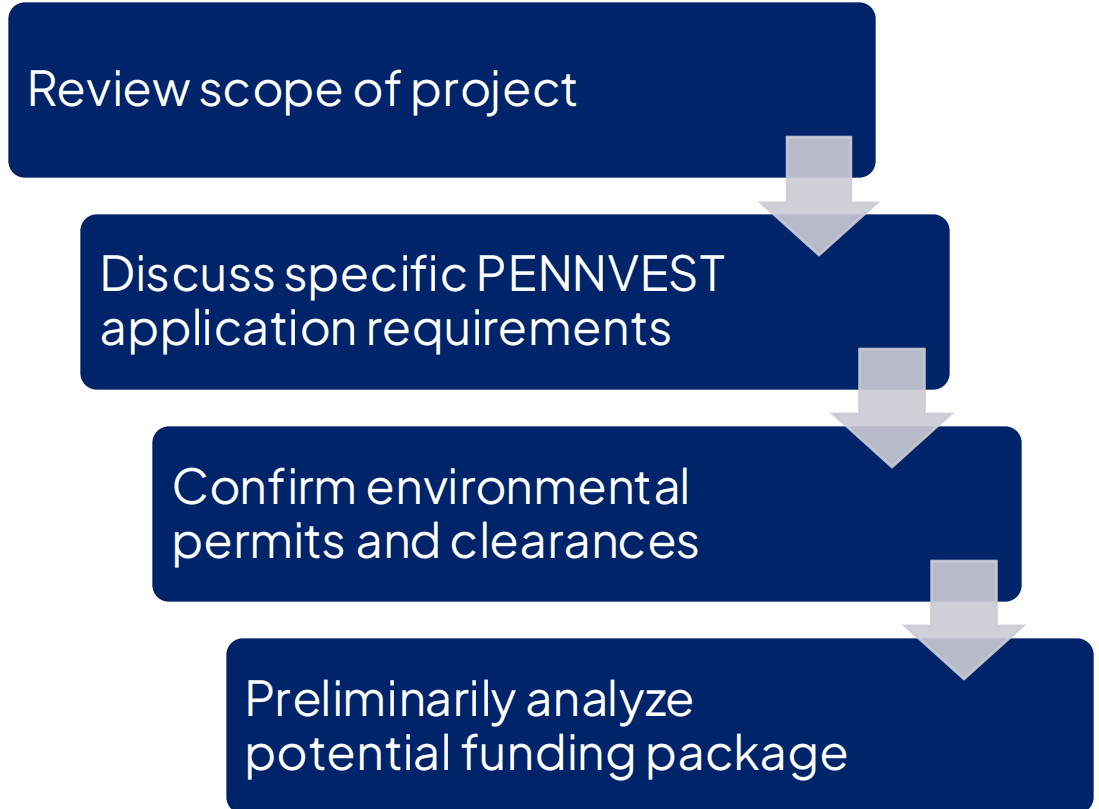 Review scope of project
Discuss specific PENNVEST
application requirements
Confirm environmental
permits and clearances
Preliminarily analyze
potential funding package